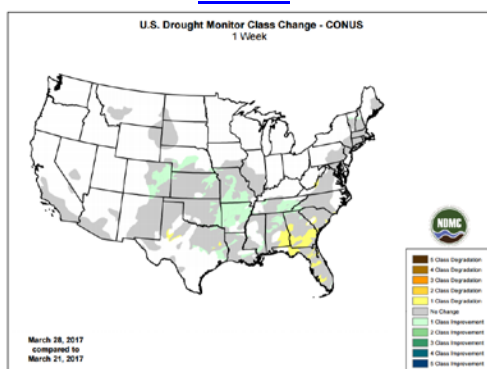 U.S. Drought Monitor Class Change - CONUS
1 Week
NDMC
5 Class Degradation
4 Class Degradation
3 Class Degradation
2 Class Degradation
1 Class Degradation
No Change
1 Class Improvement
2 Class Improvement
3 Class Improvement
4 Class Improvement
5 Class Improvement
March 28, 2017
compared to
March 21, 2017